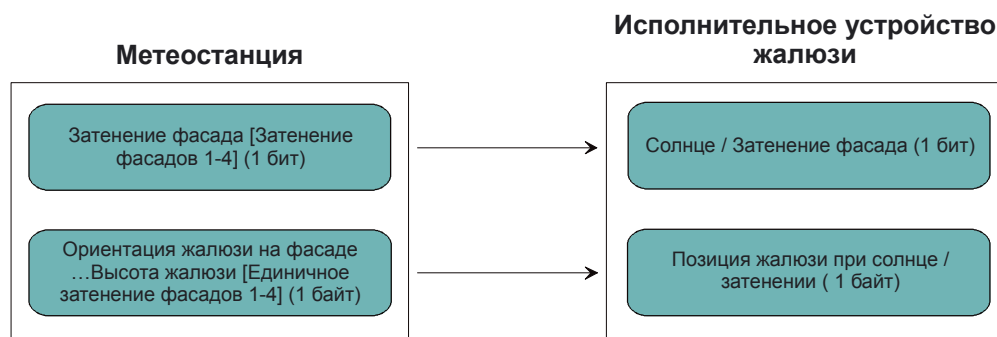 Метеостанция
Исполнительное устройство
жалюзи
Затенение фасада [Затенение
фасадов 1-4] (1 бит)
Солнце / Затенение фасада (1 бит)
Ориентация жалюзи на фасаде
…Высота жалюзи [Единичное
затенение фасадов 1-4] (1 байт)
Позиция жалюзи при солнце /
затенении ( 1 байт)